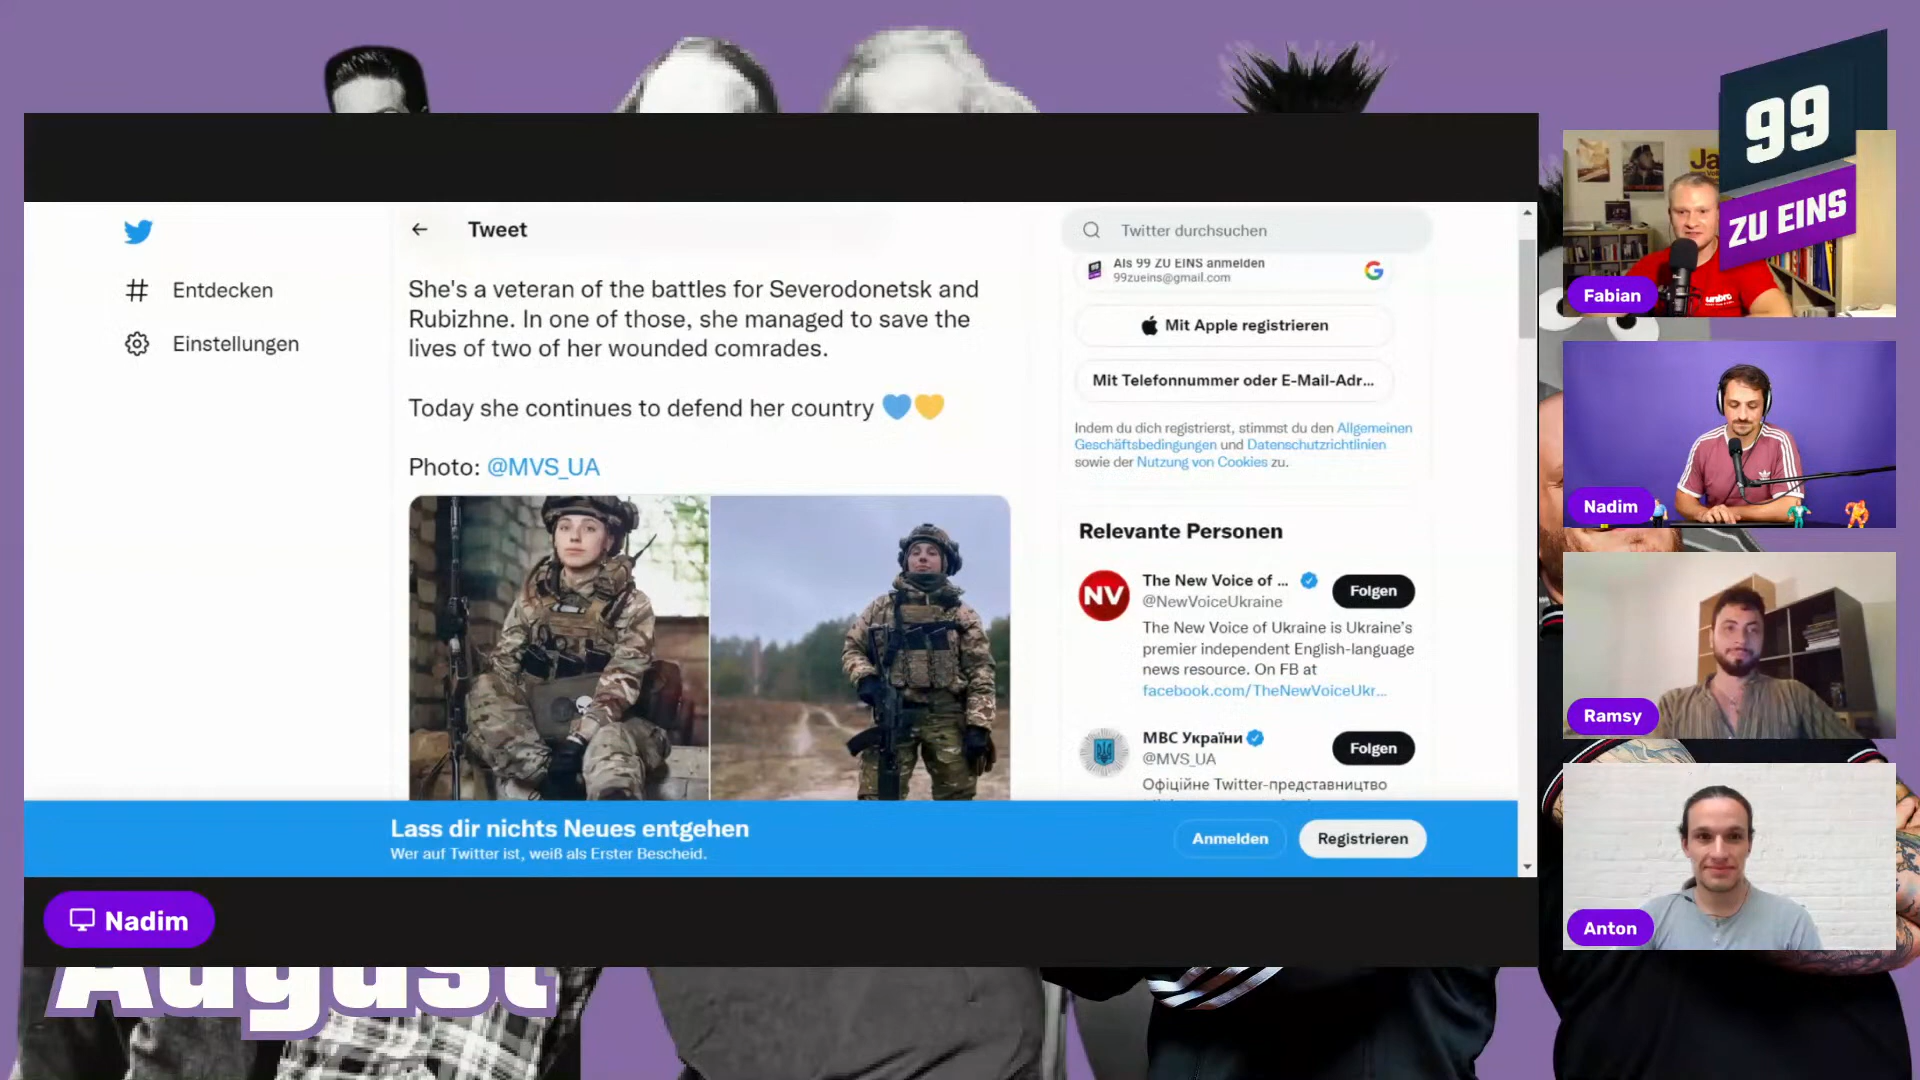 Tweet
Entdecken
Einstellungen
She's a veteran of the battles for Severodonetsk and
Rubizhne. In one of those, she managed to save the
lives of two of her wounded comrades.
Today she continues to defend her country 💙💛
Photo: @MVS_UA
Twitter durchsuchen
Als 99 ZU EINS anmelden
99zueins@gmail.com
Mit Apple registrieren
Mit Telefonnummer oder E-Mail-Adr...
Indem du dich registrierst, stimmst du den Allgemeinen
Geschäftsbedingungen und Datenschutzrichtlinien
sowie der Nutzung von Cookies zu.
Relevante Personen
NV
The New Voice of ...
@NewVoiceUkraine
Folgen
The New Voice of Ukraine is Ukraine's
premier independent English-language
news resource. On FB at
facebook.com/TheNewVoiceUkr...
МВС України
@MVS_UA
Folgen
Офіційне Twitter-представництво
Lass dir nichts Neues entgehen
Wer auf Twitter ist, weiß als Erster Bescheid.
Anmelden
Registrieren
Nadim
August
99
ZU EINS
Ja
unbrc
Fabian
Nadim
Ramsy
Anton